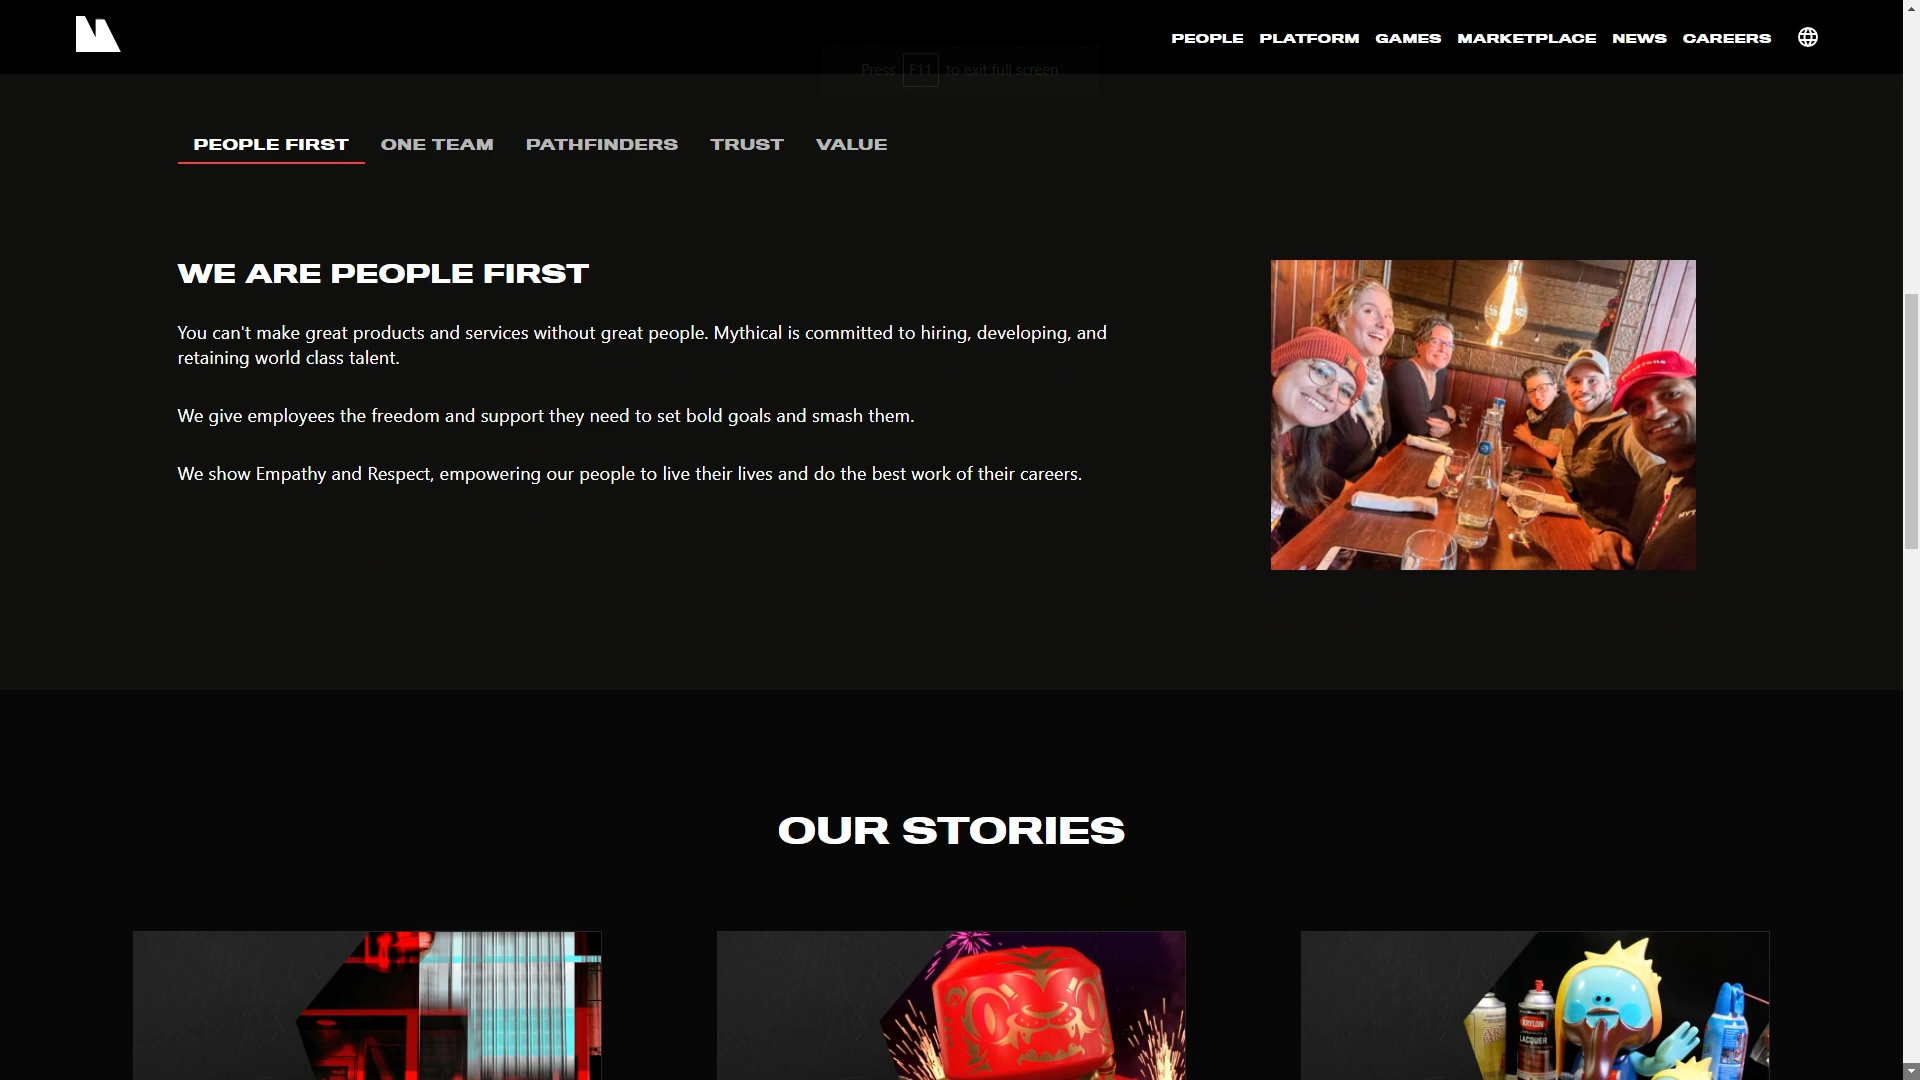 PEOPLE PLATFORM GAMES MARKETPLACE NEWS CAREERS
Press F11 to exit full screen
PEOPLE FIRST ONE TEAM PATHFINDERS TRUST VALUE
WE ARE PEOPLE FIRST
You can't make great products and services without great people. Mythical is committed to hiring, developing, and
retaining world class talent.
We give employees the freedom and support they need to set bold goals and smash them.
We show Empathy and Respect, empowering our people to live their lives and do the best work of their careers.
OUR STORIES
KRYLON
LACQUER